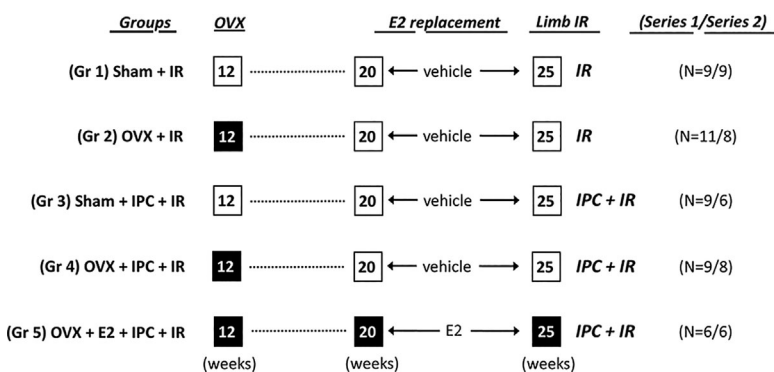 Groups OVX E2 replacement Limb IR (Series 1/Series 2)
(Gr 1) Sham + IR 12 20 vehicle 25 IR (N=9/9)
(Gr 2) OVX + IR 12 20 vehicle 25 IR (N=11/8)
(Gr 3) Sham + IPC + IR 12 20 vehicle 25 IPC + IR (N=9/6)
(Gr 4) OVX + IPC + IR 12 20 vehicle 25 IPC + IR (N=9/8)
(Gr 5) OVX + E2 + IPC + IR 12 20 E2 25 IPC + IR (N=6/6)
(weeks) (weeks) (weeks)